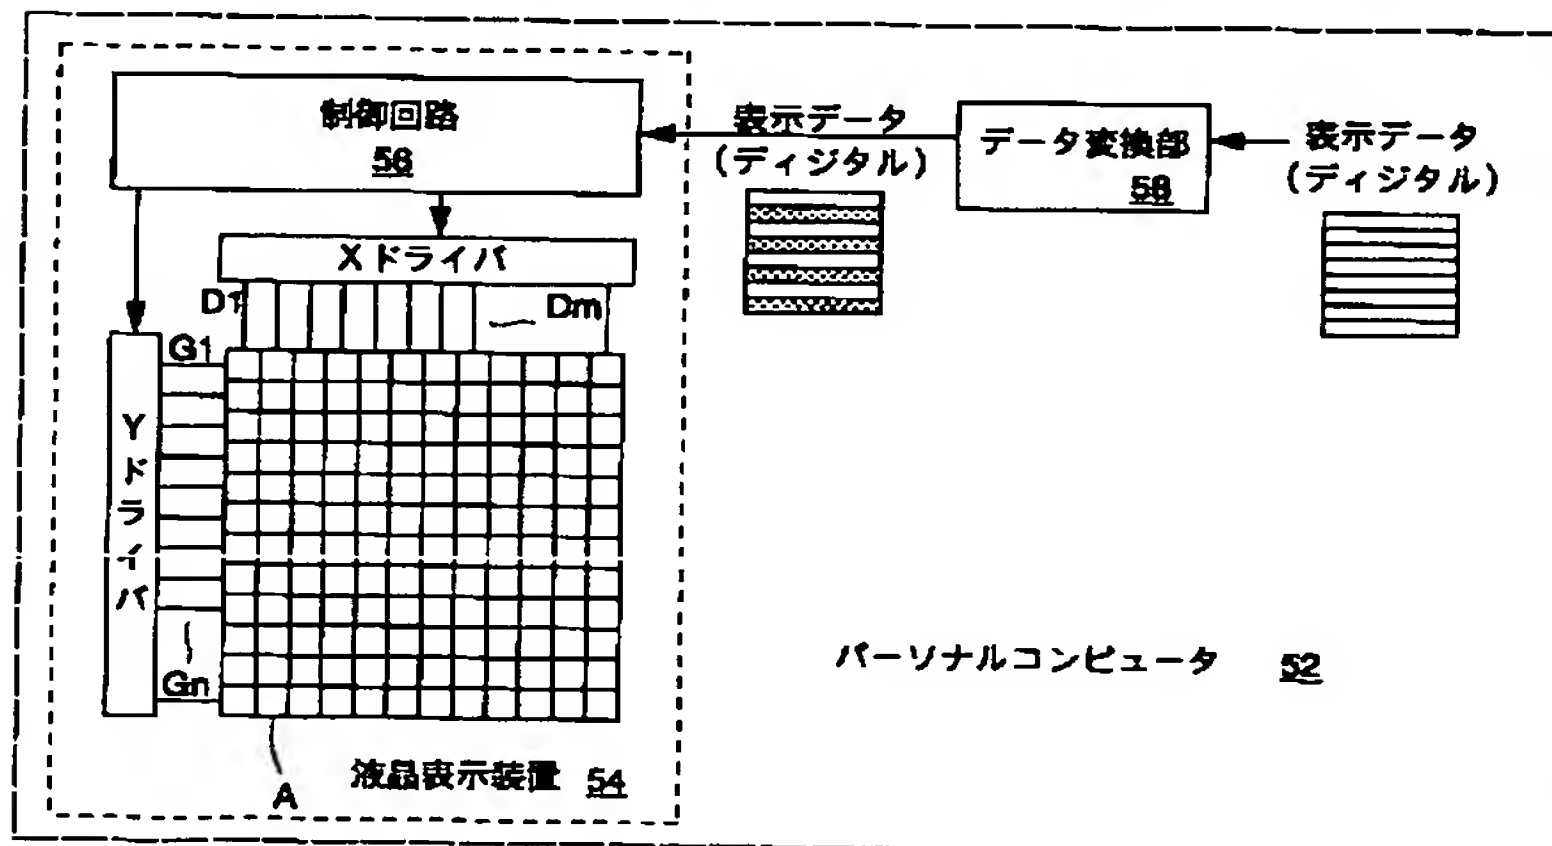 制御回路
56
表示データ
(ディジタル)
データ変換部
58
表示データ
(ディジタル)
Xドライバ
D1
Dm
G1
Yドライバ
Gn
A
液晶表示装置 54
パーソナルコンピュータ 52